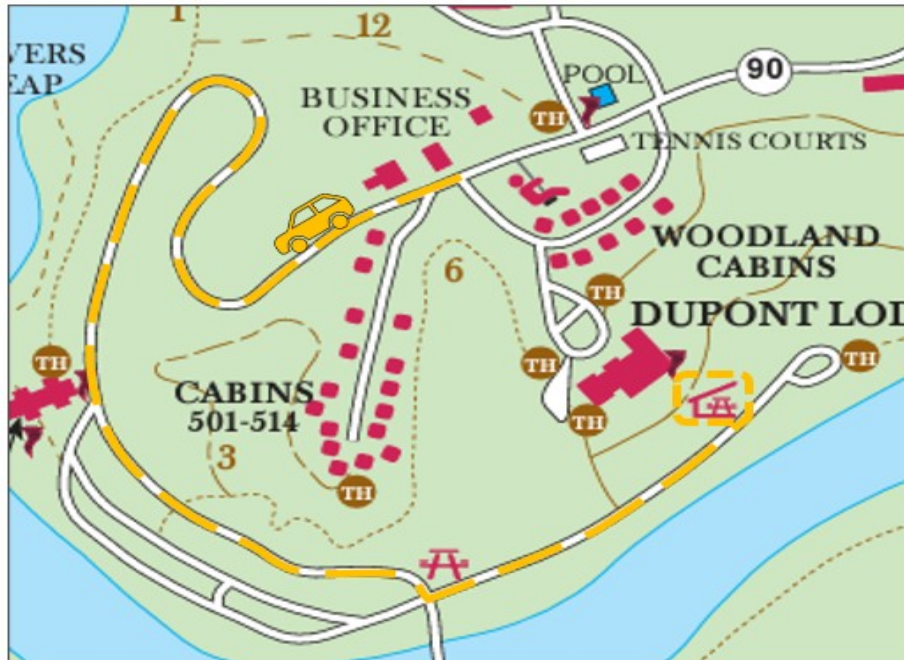 1
12
VERS
EAP
BUSINESS
OFFICE
TH
POOL
90
TENNIS COURTS
6
WOODLAND
CABINS
TH
DUPONT LOD
TH
TH
TH
CABINS
501-514
TH
3
TH